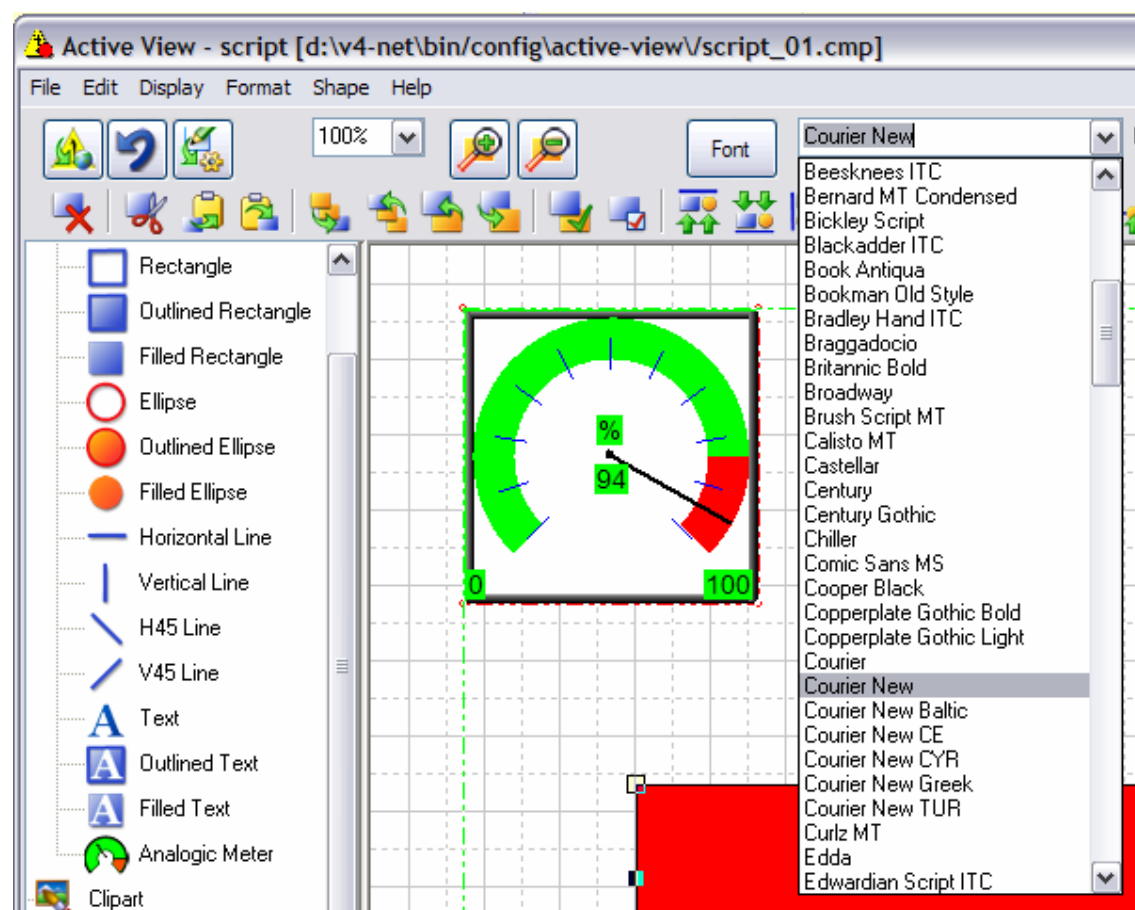 Active View - script [d:\v4-net\bin/config\active-view\/script_01.cmp]
File Edit Display Format Shape Help
100%
Font
Courier New
Beesknees ITC
Bernard MT Condensed
Bickley Script
Blackadder ITC
Book Antiqua
Bookman Old Style
Bradley Hand ITC
Braggadocio
Britannic Bold
Broadway
Brush Script MT
Calisto MT
Castellar
Century
Century Gothic
Chiller
Comic Sans MS
Cooper Black
Copperplate Gothic Bold
Copperplate Gothic Light
Courier
Courier New
Courier New Baltic
Courier New CE
Courier New CYR
Courier New Greek
Courier New TUR
Curlz MT
Edda
Edwardian Script ITC
Rectangle
Outlined Rectangle
Filled Rectangle
Ellipse
Outlined Ellipse
Filled Ellipse
Horizontal Line
Vertical Line
H45 Line
V45 Line
A Text
A Outlined Text
A Filled Text
Analogic Meter
Clipart
%
94
0
100